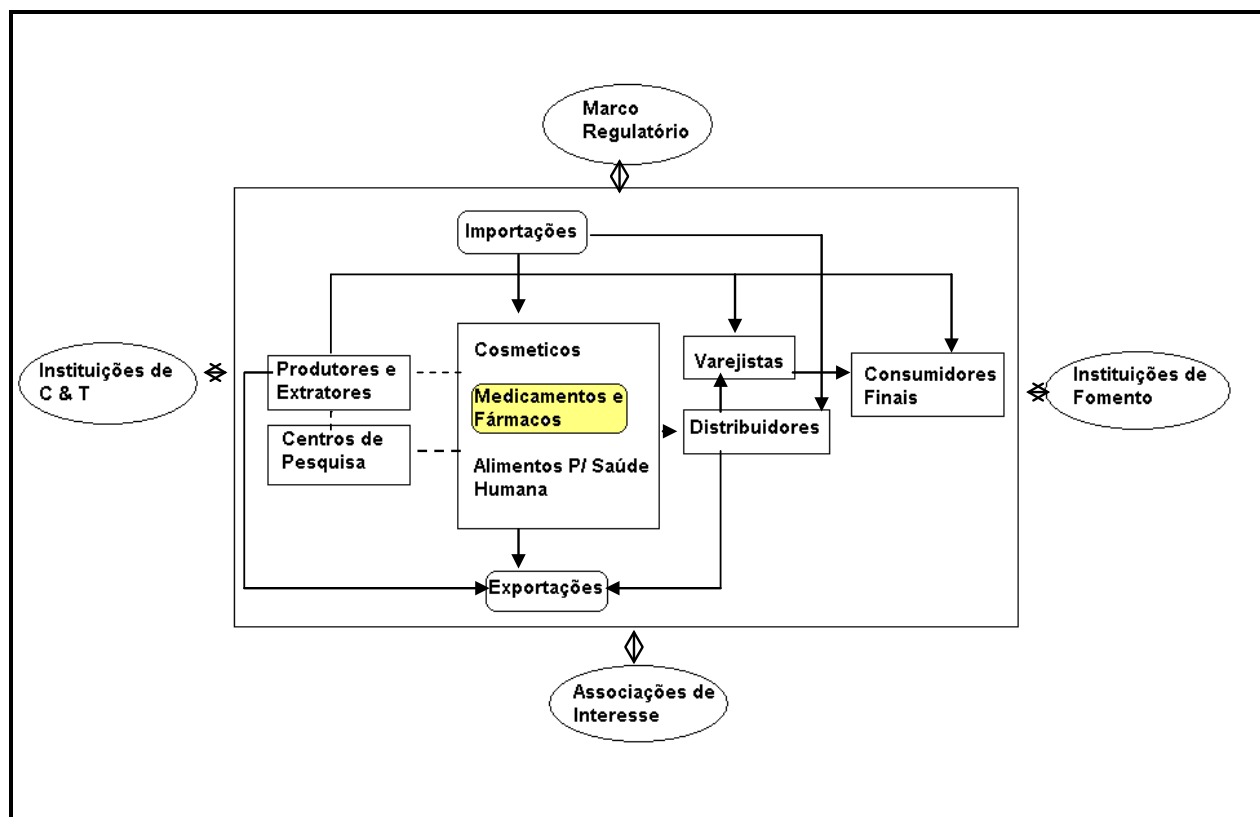 Marco
Regulatório
Importações
Instituições de
C & T
Produtores e
Extratores
Centros de
Pesquisa
Cosmeticos
Medicamentos e
Fármacos
Alimentos P/ Saúde
Humana
Varejistas
Distribuidores
Consumidores
Finais
Instituições de
Fomento
Exportações
Associações de
Interesse